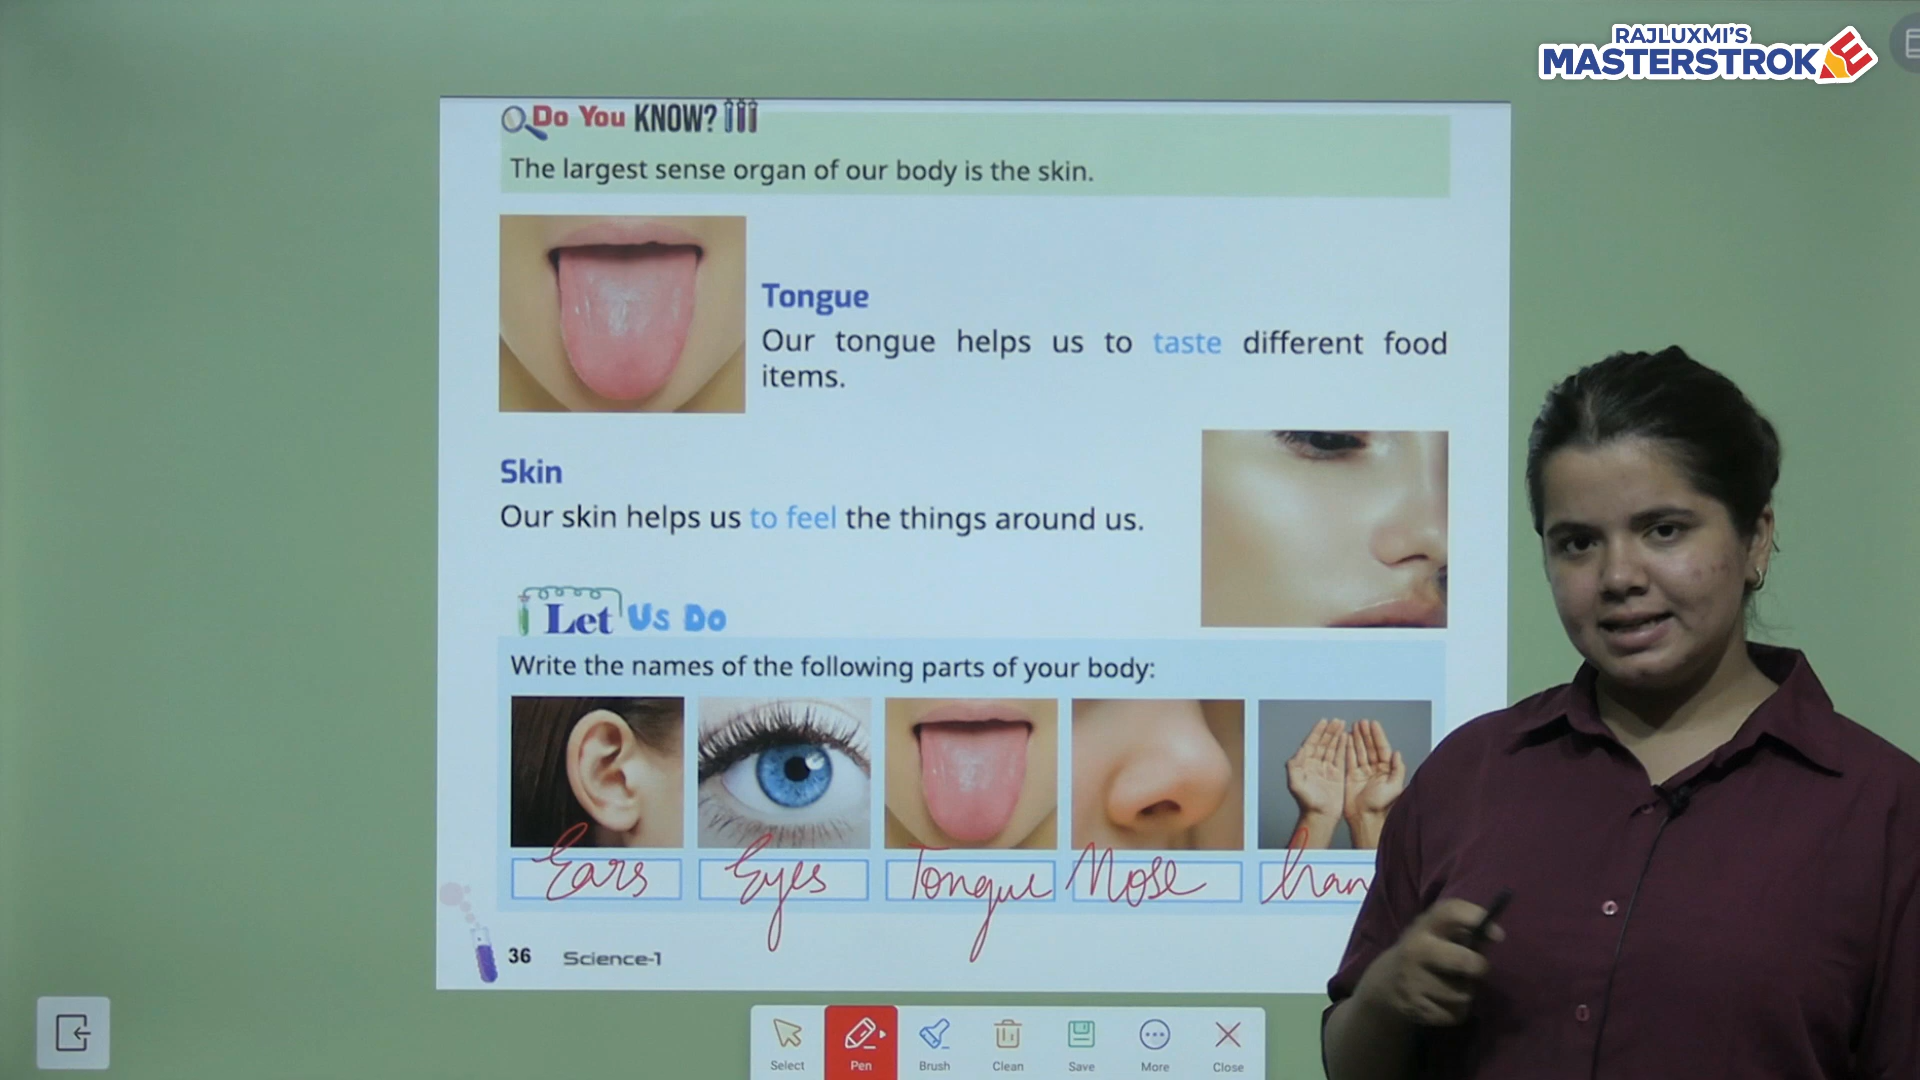 RAJLUXMI'S
MASTERSTROKE
Do You KNOW?
The largest sense organ of our body is the skin.
Tongue
Our tongue helps us to taste different food
items.
Skin
Our skin helps us to feel the things around us.
Let Us Do
Write the names of the following parts of your body:
Ears Eyes Tongue Nose han
36 Science-1
Select Pen Brush Clean Save More Close